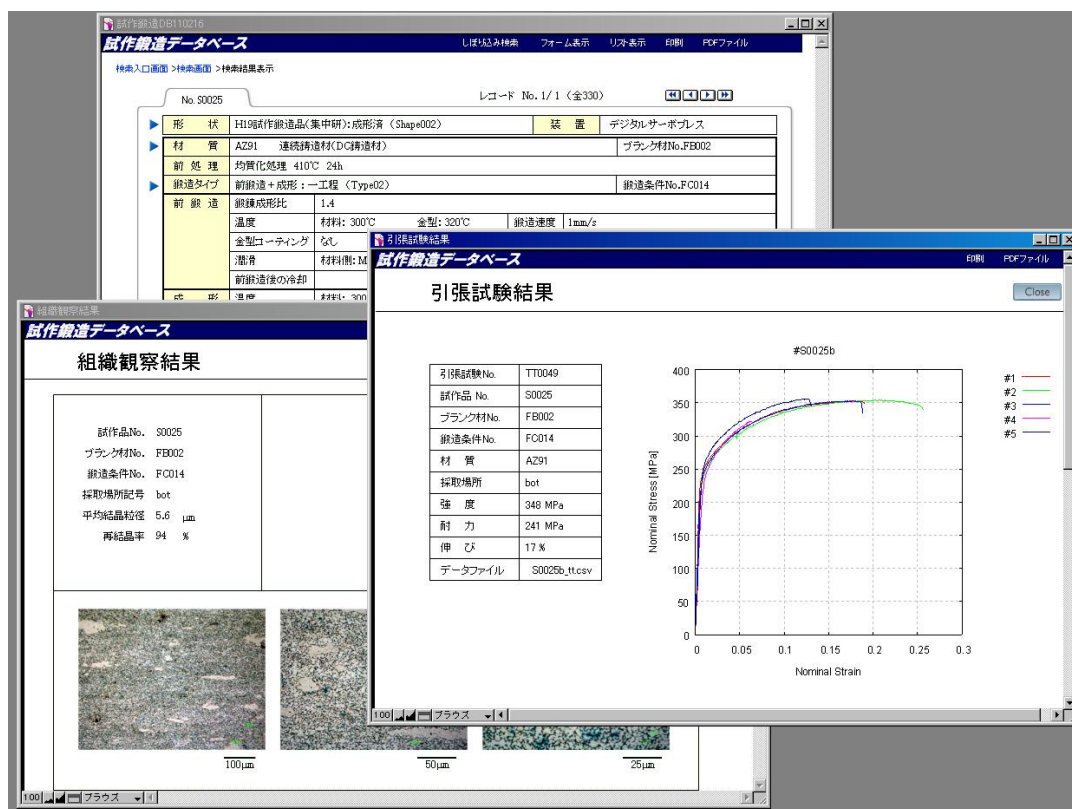 試作鍛造DB110216
試作鍛造データベース
しぼり込み検索 フォーム表示 リスト表示 印刷 PDFファイル
検索入口画面 >検索画面 >検索結果表示
No. S0025
レコード No. 1/ 1 (全330)
形 状 H19試作鍛造品(集中研):成形済 (Shape002) 装 置 デジタルサーボプレス
材 質 AZ91 連続鋳造材(DC鋳造材) ブランク材No.FB002
前 処 理 均質化処理 410℃ 24h
鍛造タイプ 前鍛造+成形:一工程 (Type02) 鍛造条件No.FC014
前 鍛 造 鍛錬成形比 1.4
温度 材料: 300℃ 金型: 320℃ 鍛造速度 1mm/s
金型コーティング なし
潤滑 材料側: M
前鍛造後の冷却
成 形 温度 材料: 300
引張試験結果
試作鍛造データベース
印刷 PDFファイル
引張試験結果
Close
引張試験No. TT0049
試作品 No. S0025
ブランク材No. FB002
鍛造条件No. FC014
材 質 AZ91
採取場所 bot
強 度 348 MPa
耐 力 241 MPa
伸 び 17 %
データファイル S0025b_tt.csv
#S0025b
400
350
300
250
200
150
100
50
0
Nominal Stress [MPa]
0 0.05 0.1 0.15 0.2 0.25 0.3
Nominal Strain
#1
#2
#3
#4
#5
100 ブラウズ
組織観察結果
試作鍛造データベース
組織観察結果
試作品No. S0025
ブランク材No. FB002
鍛造条件No. FC014
採取場所記号 bot
平均結晶粒径 5.6 μm
再結晶率 94 %
100μm 50μm 25μm
100 ブラウズ